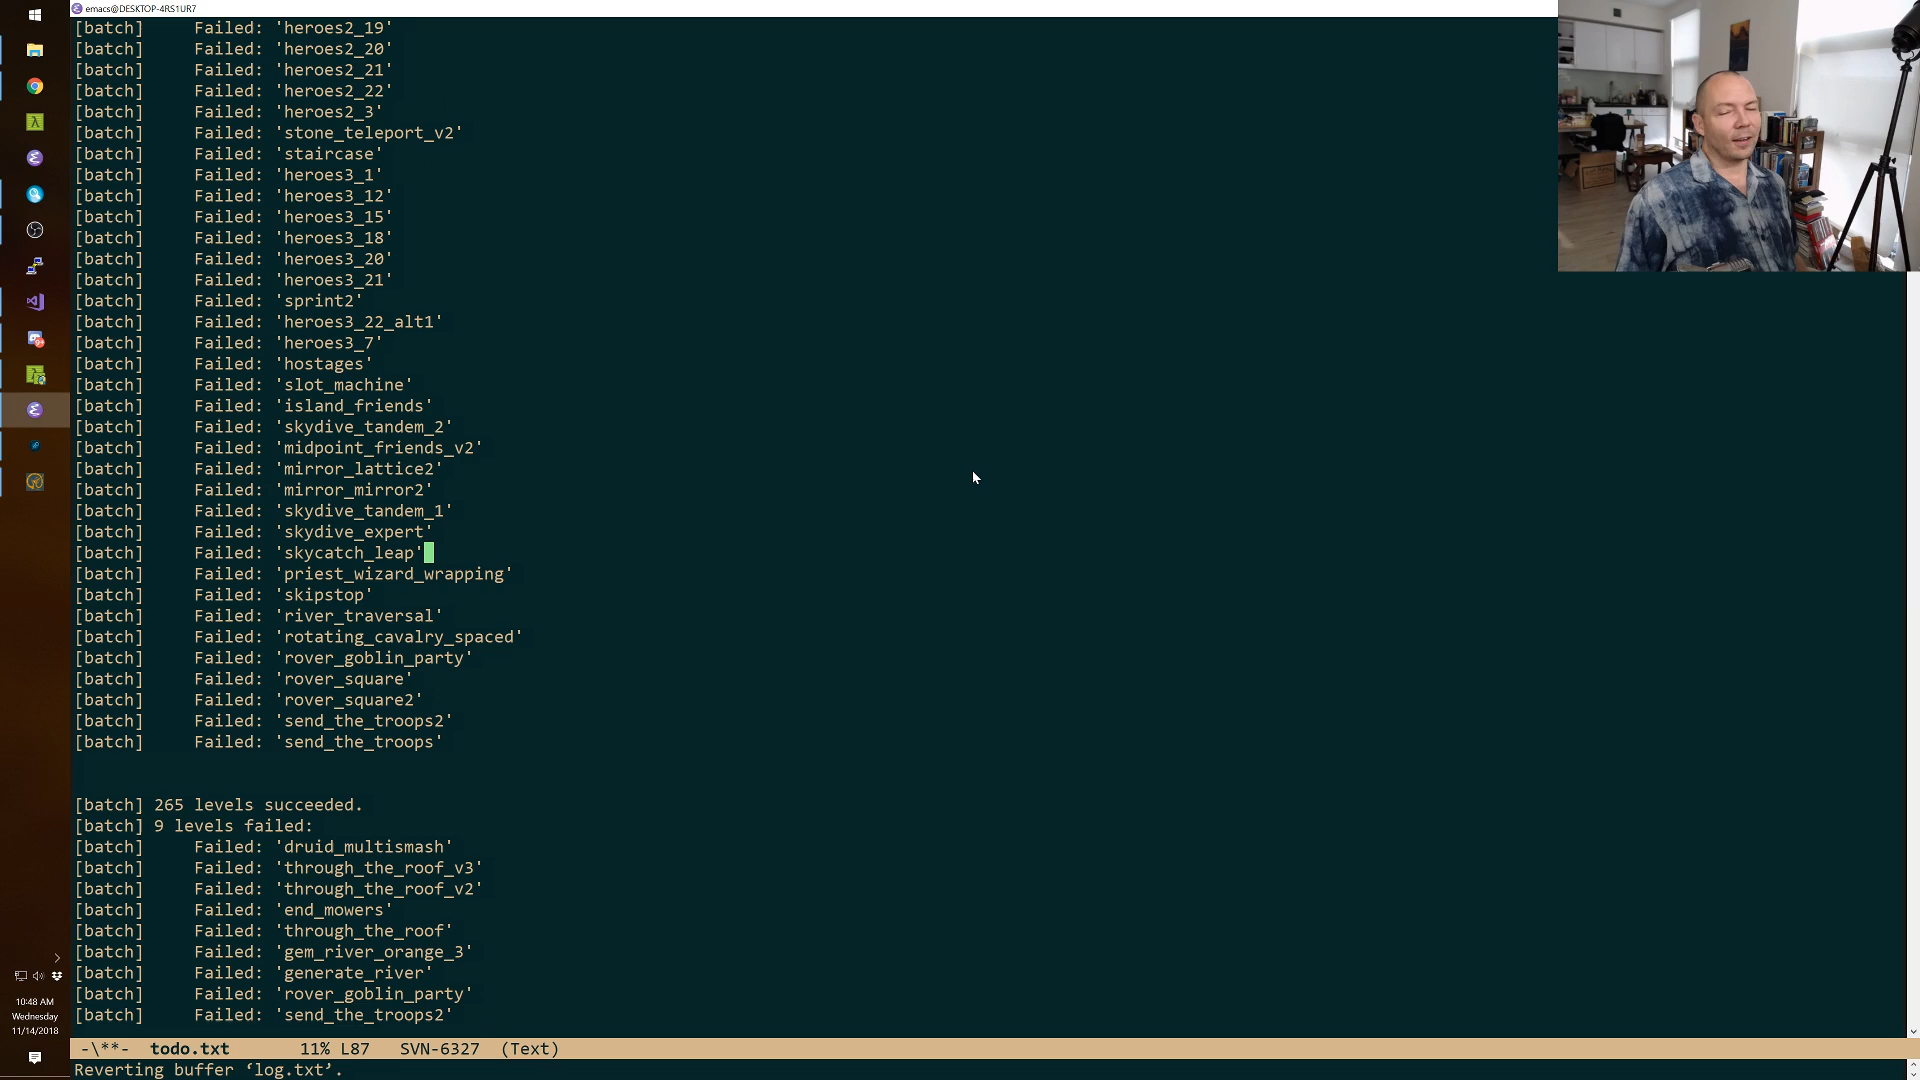 emacs@DESKTOP-4RS1UR7
[batch]     Failed: 'heroes2_19'
[batch]     Failed: 'heroes2_20'
[batch]     Failed: 'heroes2_21'
[batch]     Failed: 'heroes2_22'
[batch]     Failed: 'heroes2_3'
[batch]     Failed: 'stone_teleport_v2'
[batch]     Failed: 'staircase'
[batch]     Failed: 'heroes3_1'
[batch]     Failed: 'heroes3_12'
[batch]     Failed: 'heroes3_15'
[batch]     Failed: 'heroes3_18'
[batch]     Failed: 'heroes3_20'
[batch]     Failed: 'heroes3_21'
[batch]     Failed: 'sprint2'
[batch]     Failed: 'heroes3_22_alt1'
[batch]     Failed: 'heroes3_7'
[batch]     Failed: 'hostages'
[batch]     Failed: 'slot_machine'
[batch]     Failed: 'island_friends'
[batch]     Failed: 'skydive_tandem_2'
[batch]     Failed: 'midpoint_friends_v2'
[batch]     Failed: 'mirror_lattice2'
[batch]     Failed: 'mirror_mirror2'
[batch]     Failed: 'skydive_tandem_1'
[batch]     Failed: 'skydive_expert'
[batch]     Failed: 'skycatch_leap'
[batch]     Failed: 'priest_wizard_wrapping'
[batch]     Failed: 'skipstop'
[batch]     Failed: 'river_traversal'
[batch]     Failed: 'rotating_cavalry_spaced'
[batch]     Failed: 'rover_goblin_party'
[batch]     Failed: 'rover_square'
[batch]     Failed: 'rover_square2'
[batch]     Failed: 'send_the_troops2'
[batch]     Failed: 'send_the_troops'
[batch] 265 levels succeeded.
[batch] 9 levels failed:
[batch]     Failed: 'druid_multismash'
[batch]     Failed: 'through_the_roof_v3'
[batch]     Failed: 'through_the_roof_v2'
[batch]     Failed: 'end_mowers'
[batch]     Failed: 'through_the_roof'
[batch]     Failed: 'gem_river_orange_3'
[batch]     Failed: 'generate_river'
[batch]     Failed: 'rover_goblin_party'
[batch]     Failed: 'send_the_troops2'
-\**-  todo.txt       11% L87   SVN-6327  (Text)
Reverting buffer ‘log.txt’.
10:48 AM
Wednesday
11/14/2018